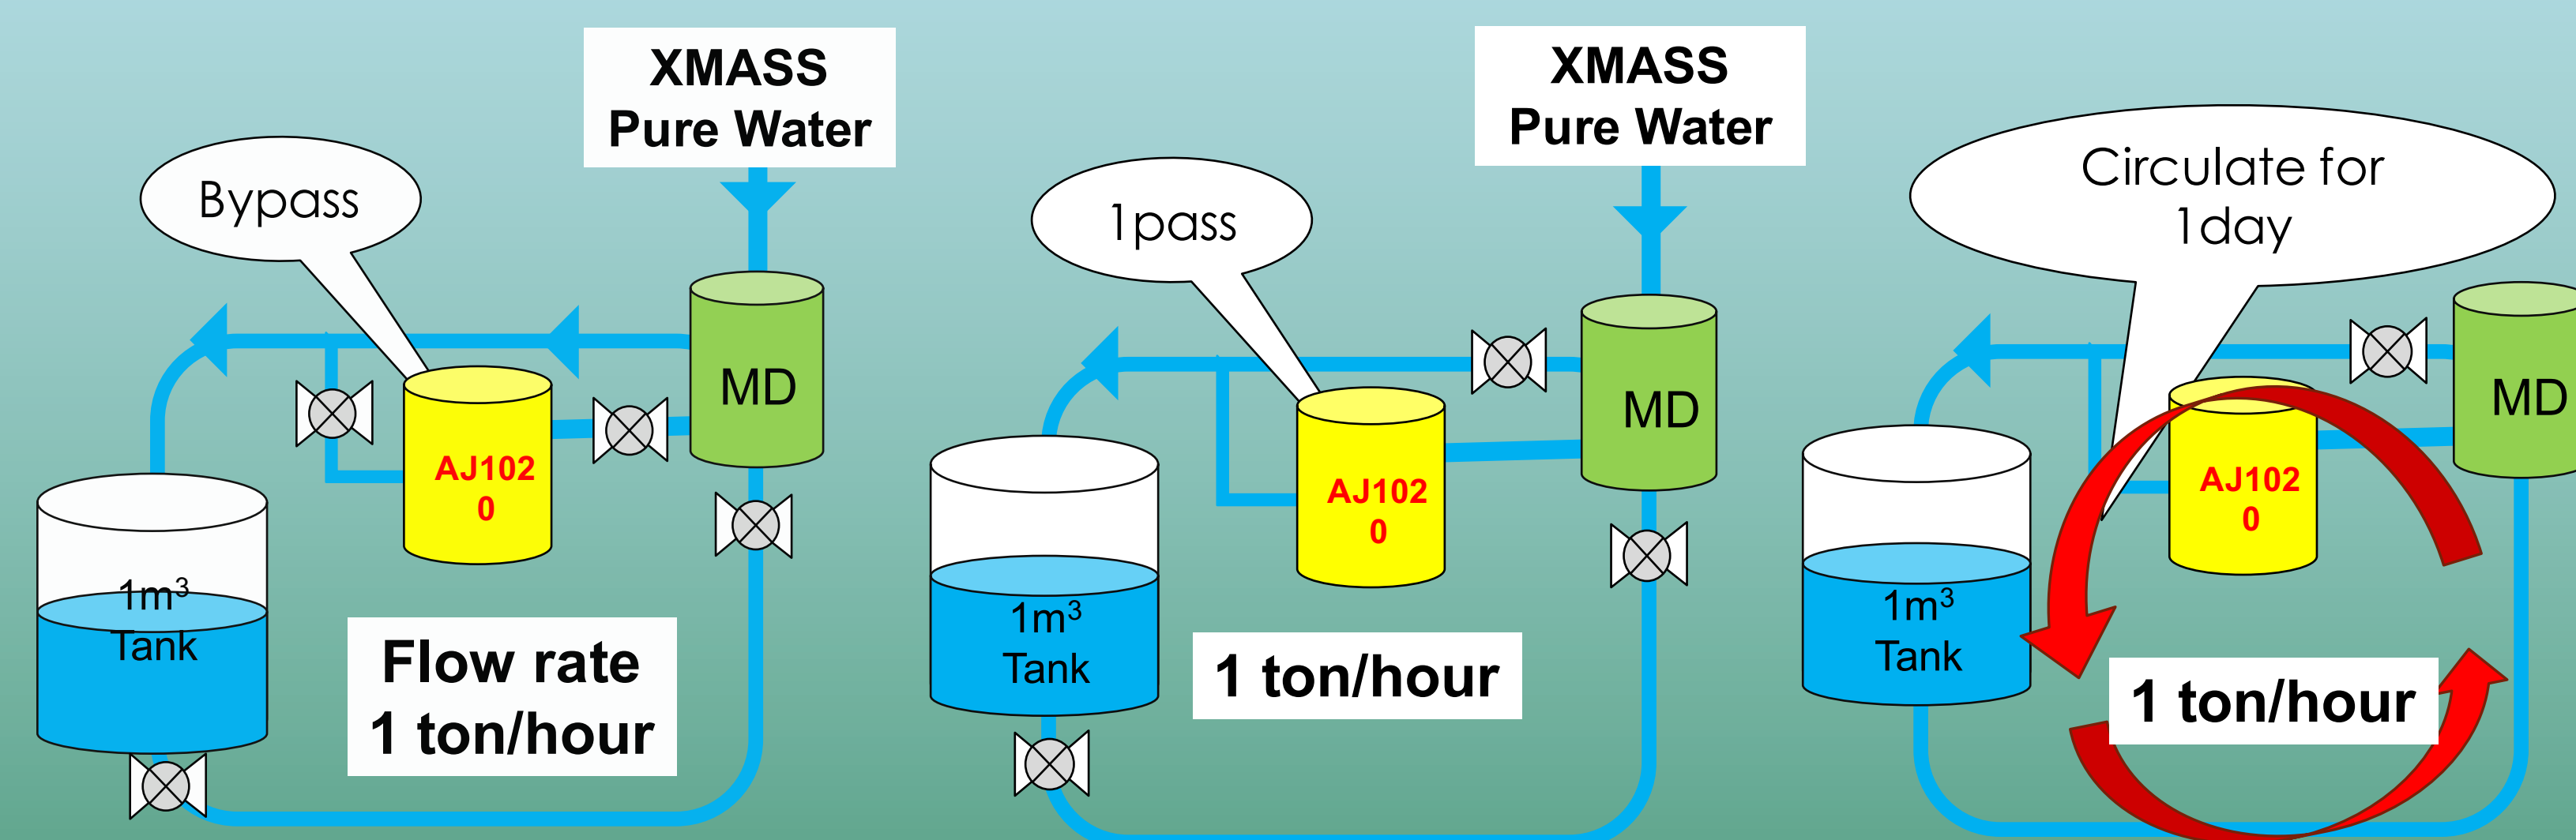 XMASS
Pure Water
Bypass
MD
AJ102
0
1m³
Tank
Flow rate
1 ton/hour
XMASS
Pure Water
1pass
MD
AJ102
0
1m³
Tank
1 ton/hour
Circulate for
1day
MD
AJ102
0
1m³
Tank
1 ton/hour